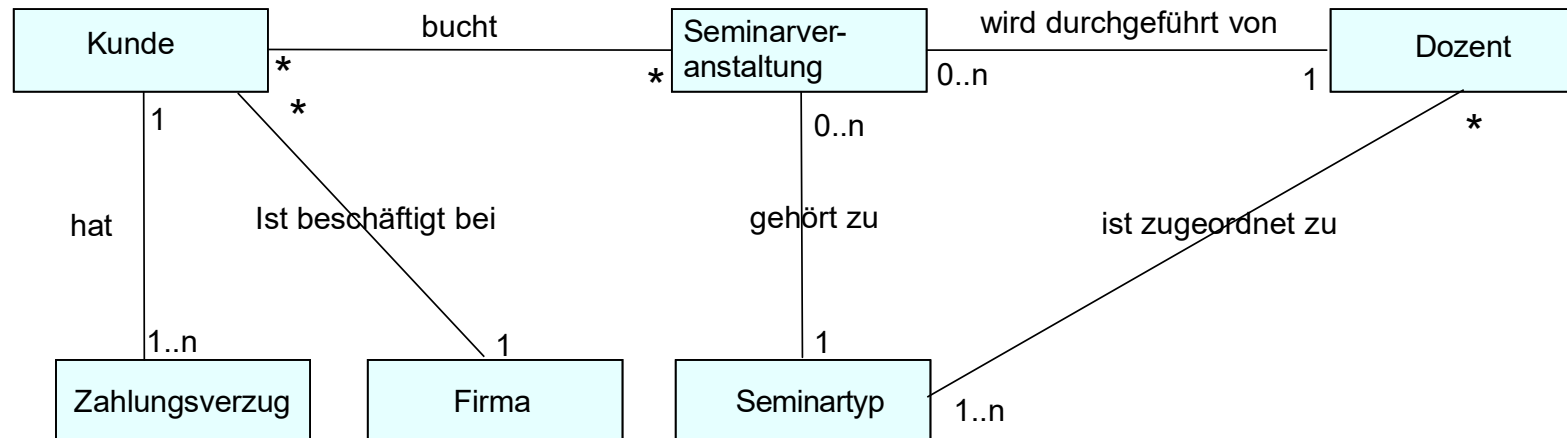 bucht
wird durchgeführt von
Kunde
Seminarver-
anstaltung
Dozent
*
*
0..n
1
1
*
0..n
*
hat
Ist beschäftigt bei
gehört zu
ist zugeordnet zu
1..n
1
1
Zahlungsverzug
Firma
Seminartyp
1..n